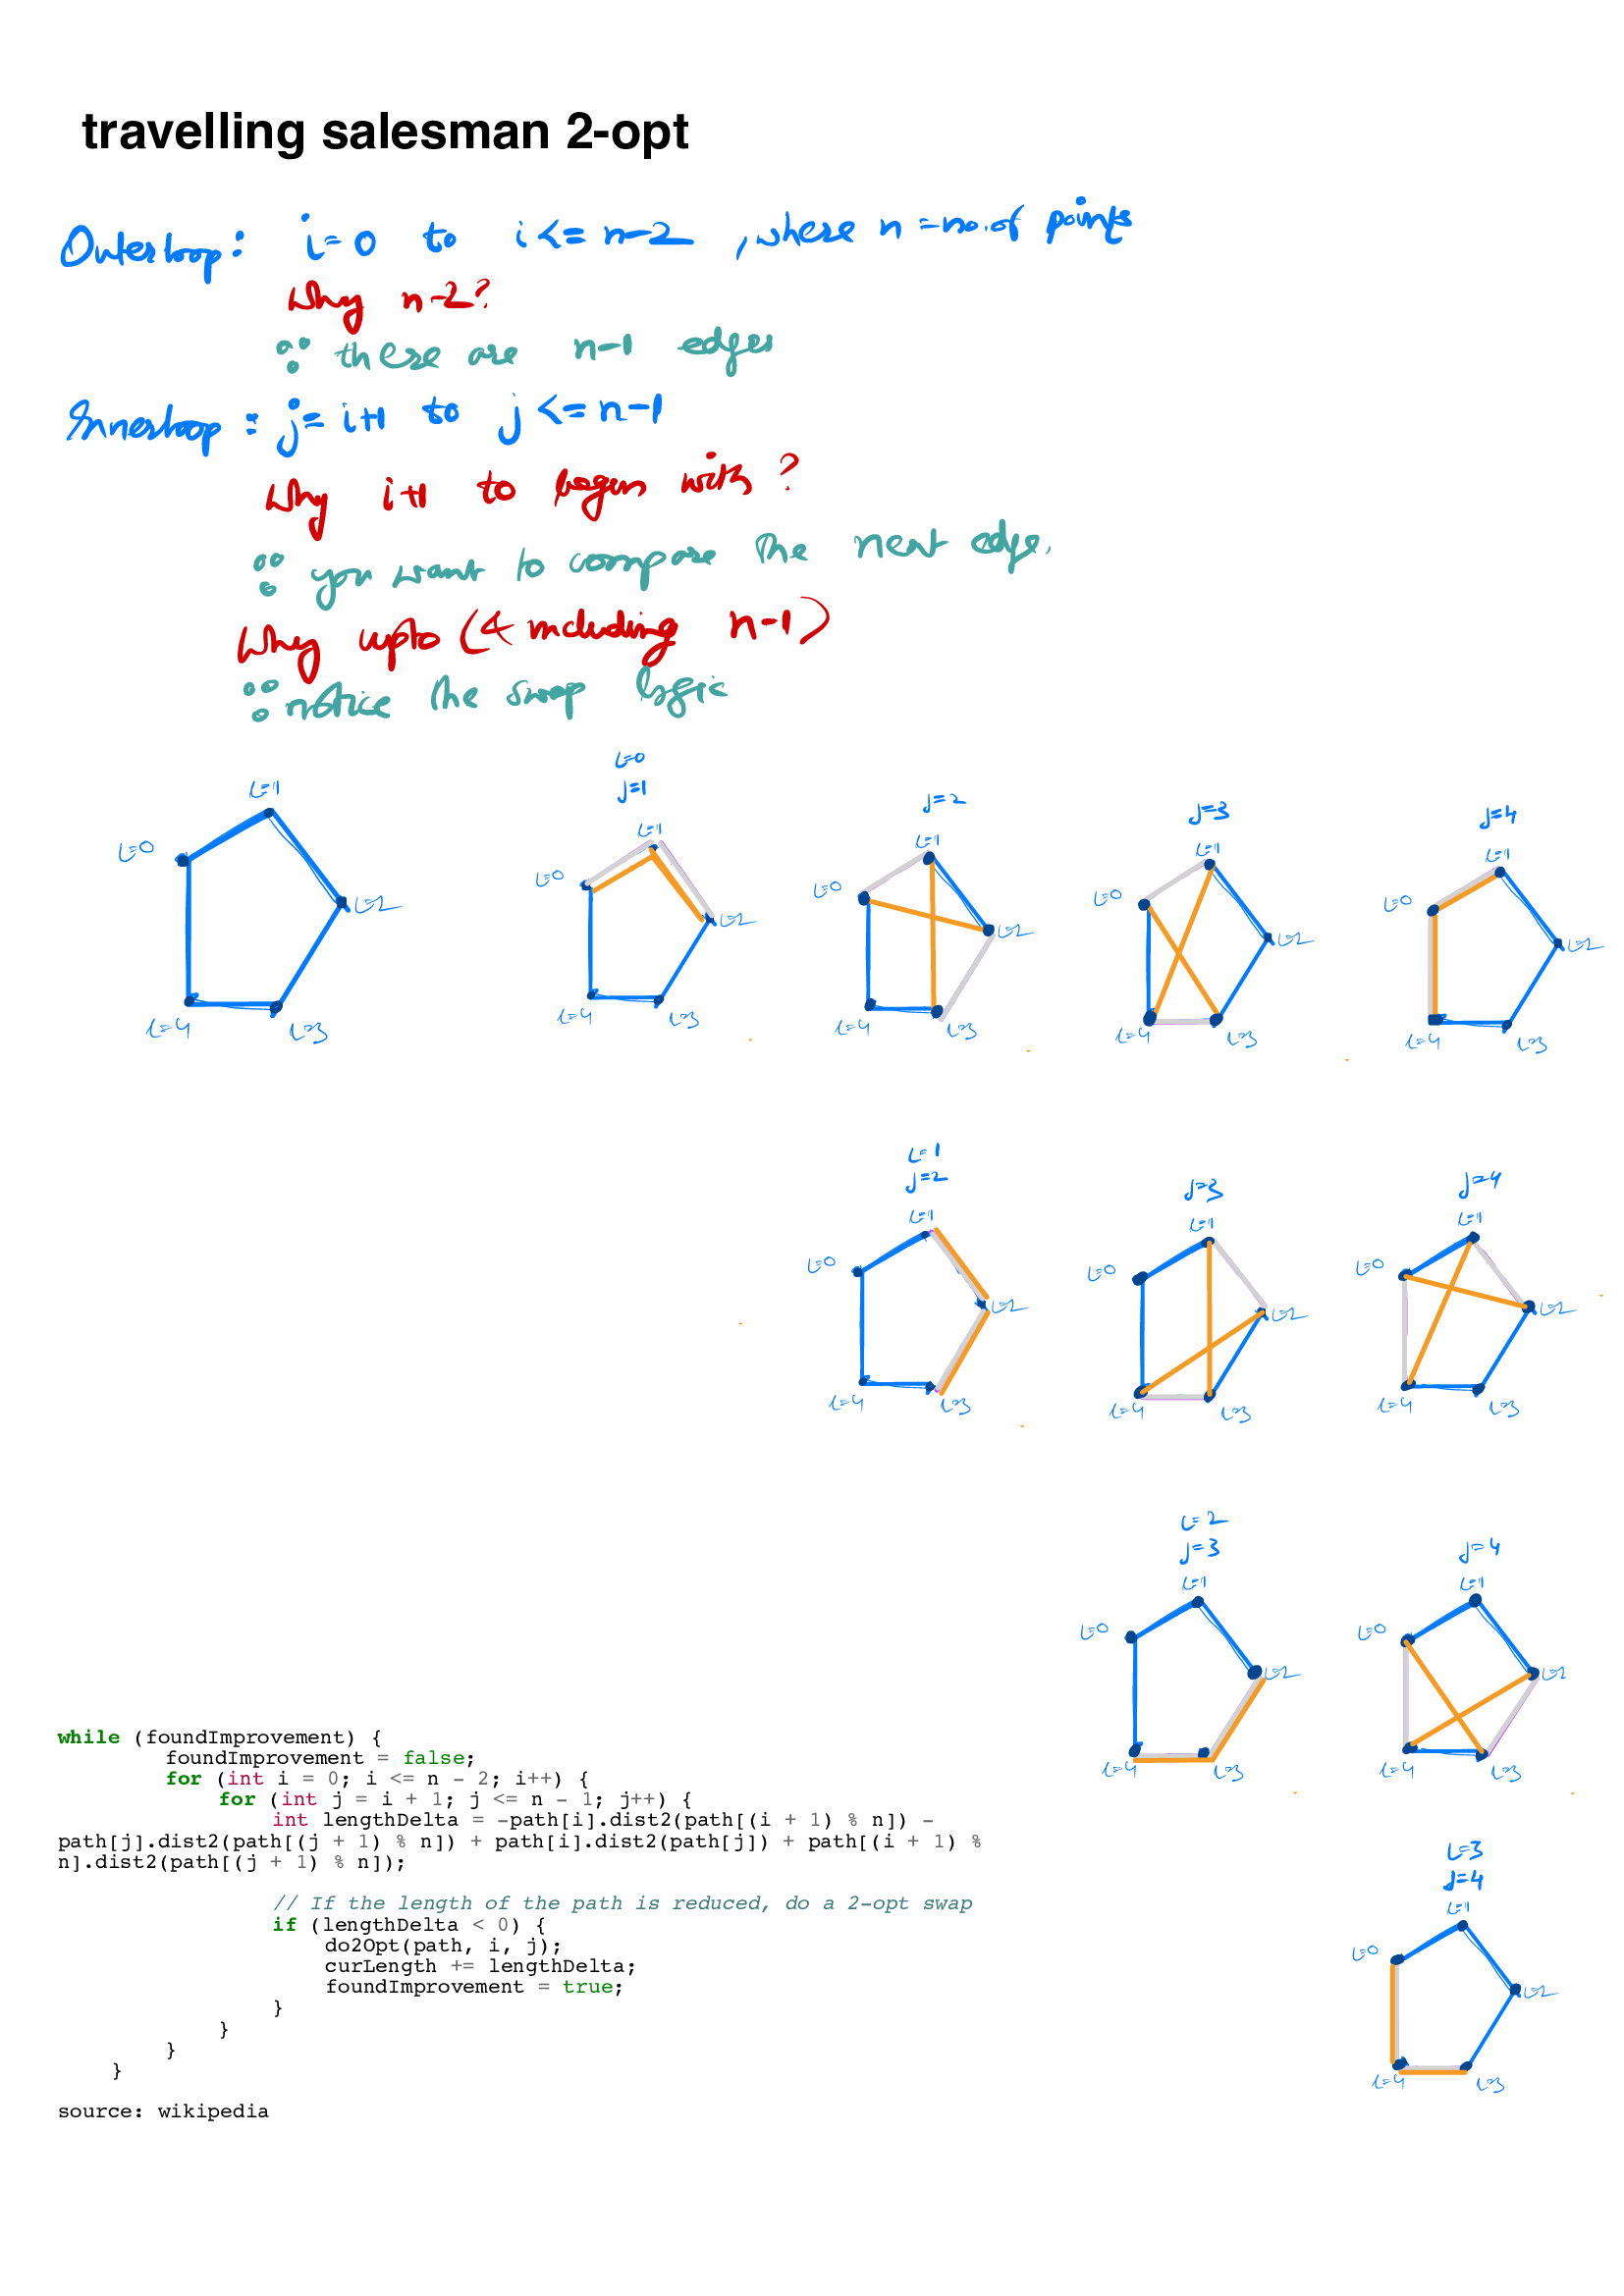 travelling salesman 2-opt
Outerloop: i=0 to i<=n-2, where n=no.of points
Why n-2?
∵ these are n-1 edges
Innerloop: j=i+1 to j<=n-1
Why i+1 to begin with?
∵ you want to compare the next edge.
Why upto (& including n-1)
∵ notice the swap logic
i=0
j=1 j=2 j=3 j=4
i=1 i=1 i=1 i=1 i=1
i=0 i=0 i=0 i=0 i=0
i=2 i=2 i=2 i=2 i=2
i=4 i=3 i=4 i=3 i=4 i=3 i=4 i=3 i=4 i=3
i=1
j=2 j=3 j=4
i=1 i=1 i=1
i=0 i=0 i=0
i=2 i=2 i=2
i=4 i=3 i=4 i=3 i=4 i=3
i=2
j=3 j=4
i=1 i=1
i=0 i=0
i=2 i=2
i=4 i=3 i=4 i=3
i=3
j=4
i=1
i=0
i=2
i=4 i=3
while (foundImprovement) {
foundImprovement = false;
for (int i = 0; i <= n - 2; i++) {
for (int j = i + 1; j <= n - 1; j++) {
int lengthDelta = -path[i].dist2(path[(i + 1) % n]) -
path[j].dist2(path[(j + 1) % n]) + path[i].dist2(path[j]) + path[(i + 1) %
n].dist2(path[(j + 1) % n]);
// If the length of the path is reduced, do a 2-opt swap
if (lengthDelta < 0) {
do2Opt(path, i, j);
curLength += lengthDelta;
foundImprovement = true;
}
}
}
}
source: wikipedia